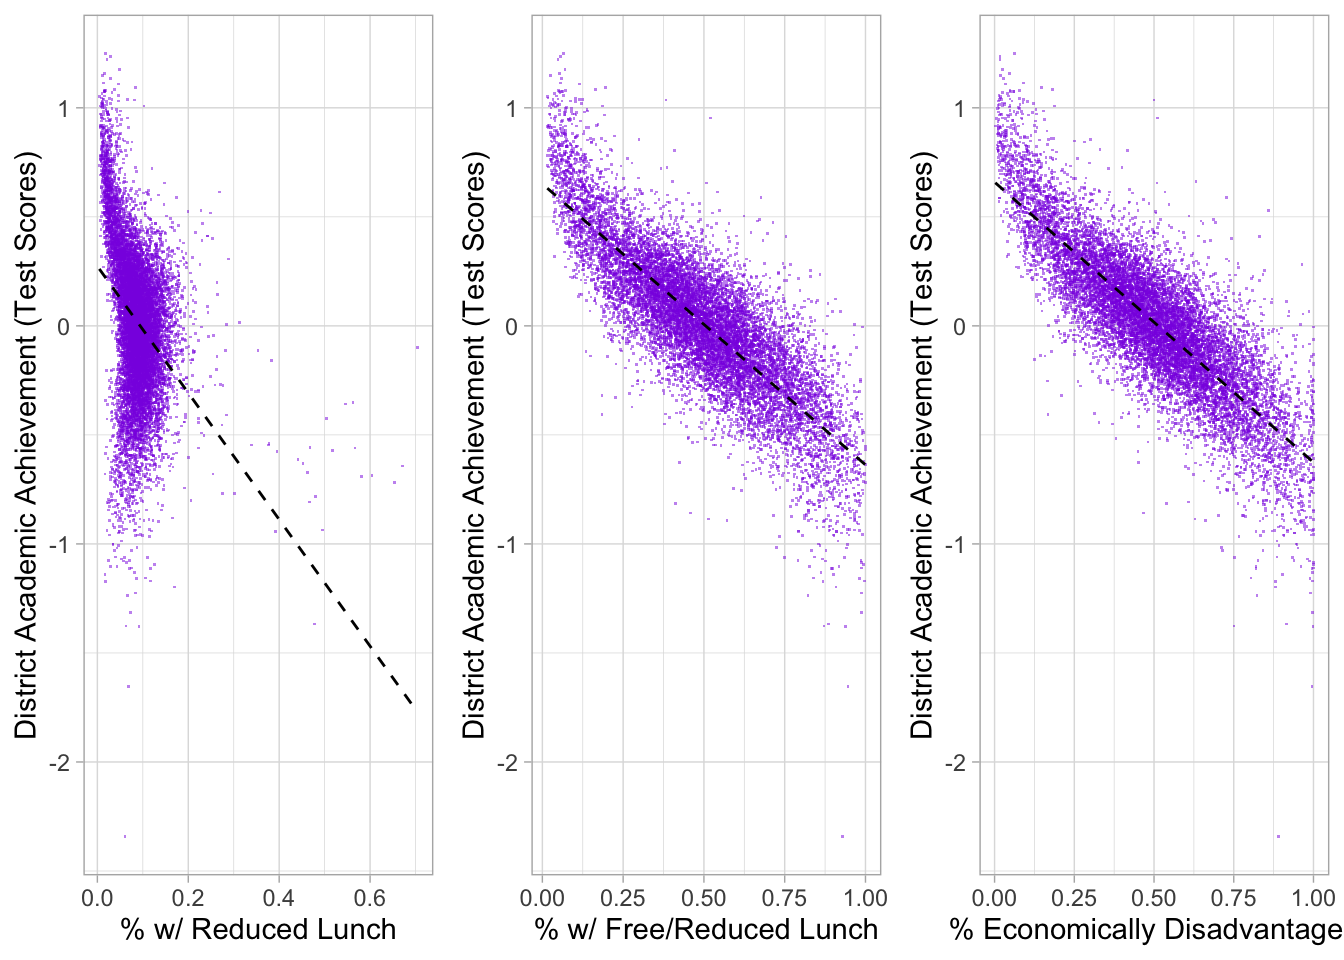 District Academic Achievement (Test Scores)
1
0
-1
-2
0.0 0.2 0.4 0.6
% w/ Reduced Lunch
District Academic Achievement (Test Scores)
1
0
-1
-2
0.00 0.25 0.50 0.75 1.00
% w/ Free/Reduced Lunch
District Academic Achievement (Test Scores)
1
0
-1
-2
0.00 0.25 0.50 0.75 1.00
% Economically Disadvantage